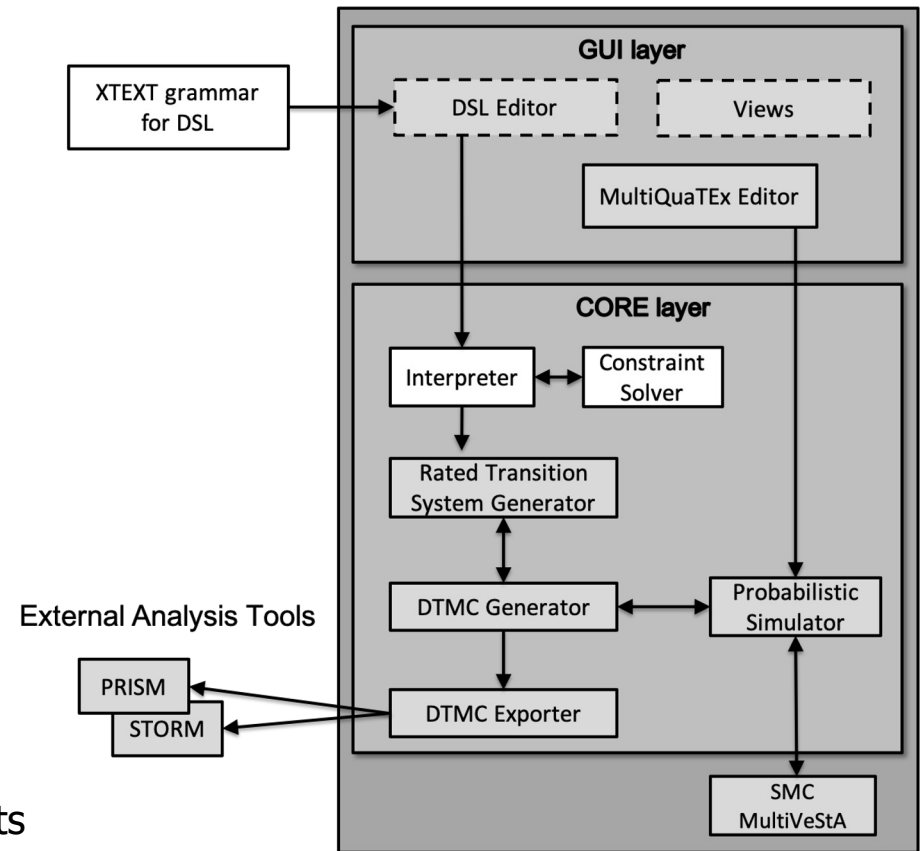 GUI layer
XTEXT grammar
for DSL
DSL Editor
Views
MultiQuaTEx Editor
CORE layer
Interpreter
Constraint
Solver
Rated Transition
System Generator
DTMC Generator
Probabilistic
Simulator
External Analysis Tools
PRISM
STORM
DTMC Exporter
SMC
MultiVeStA
ts